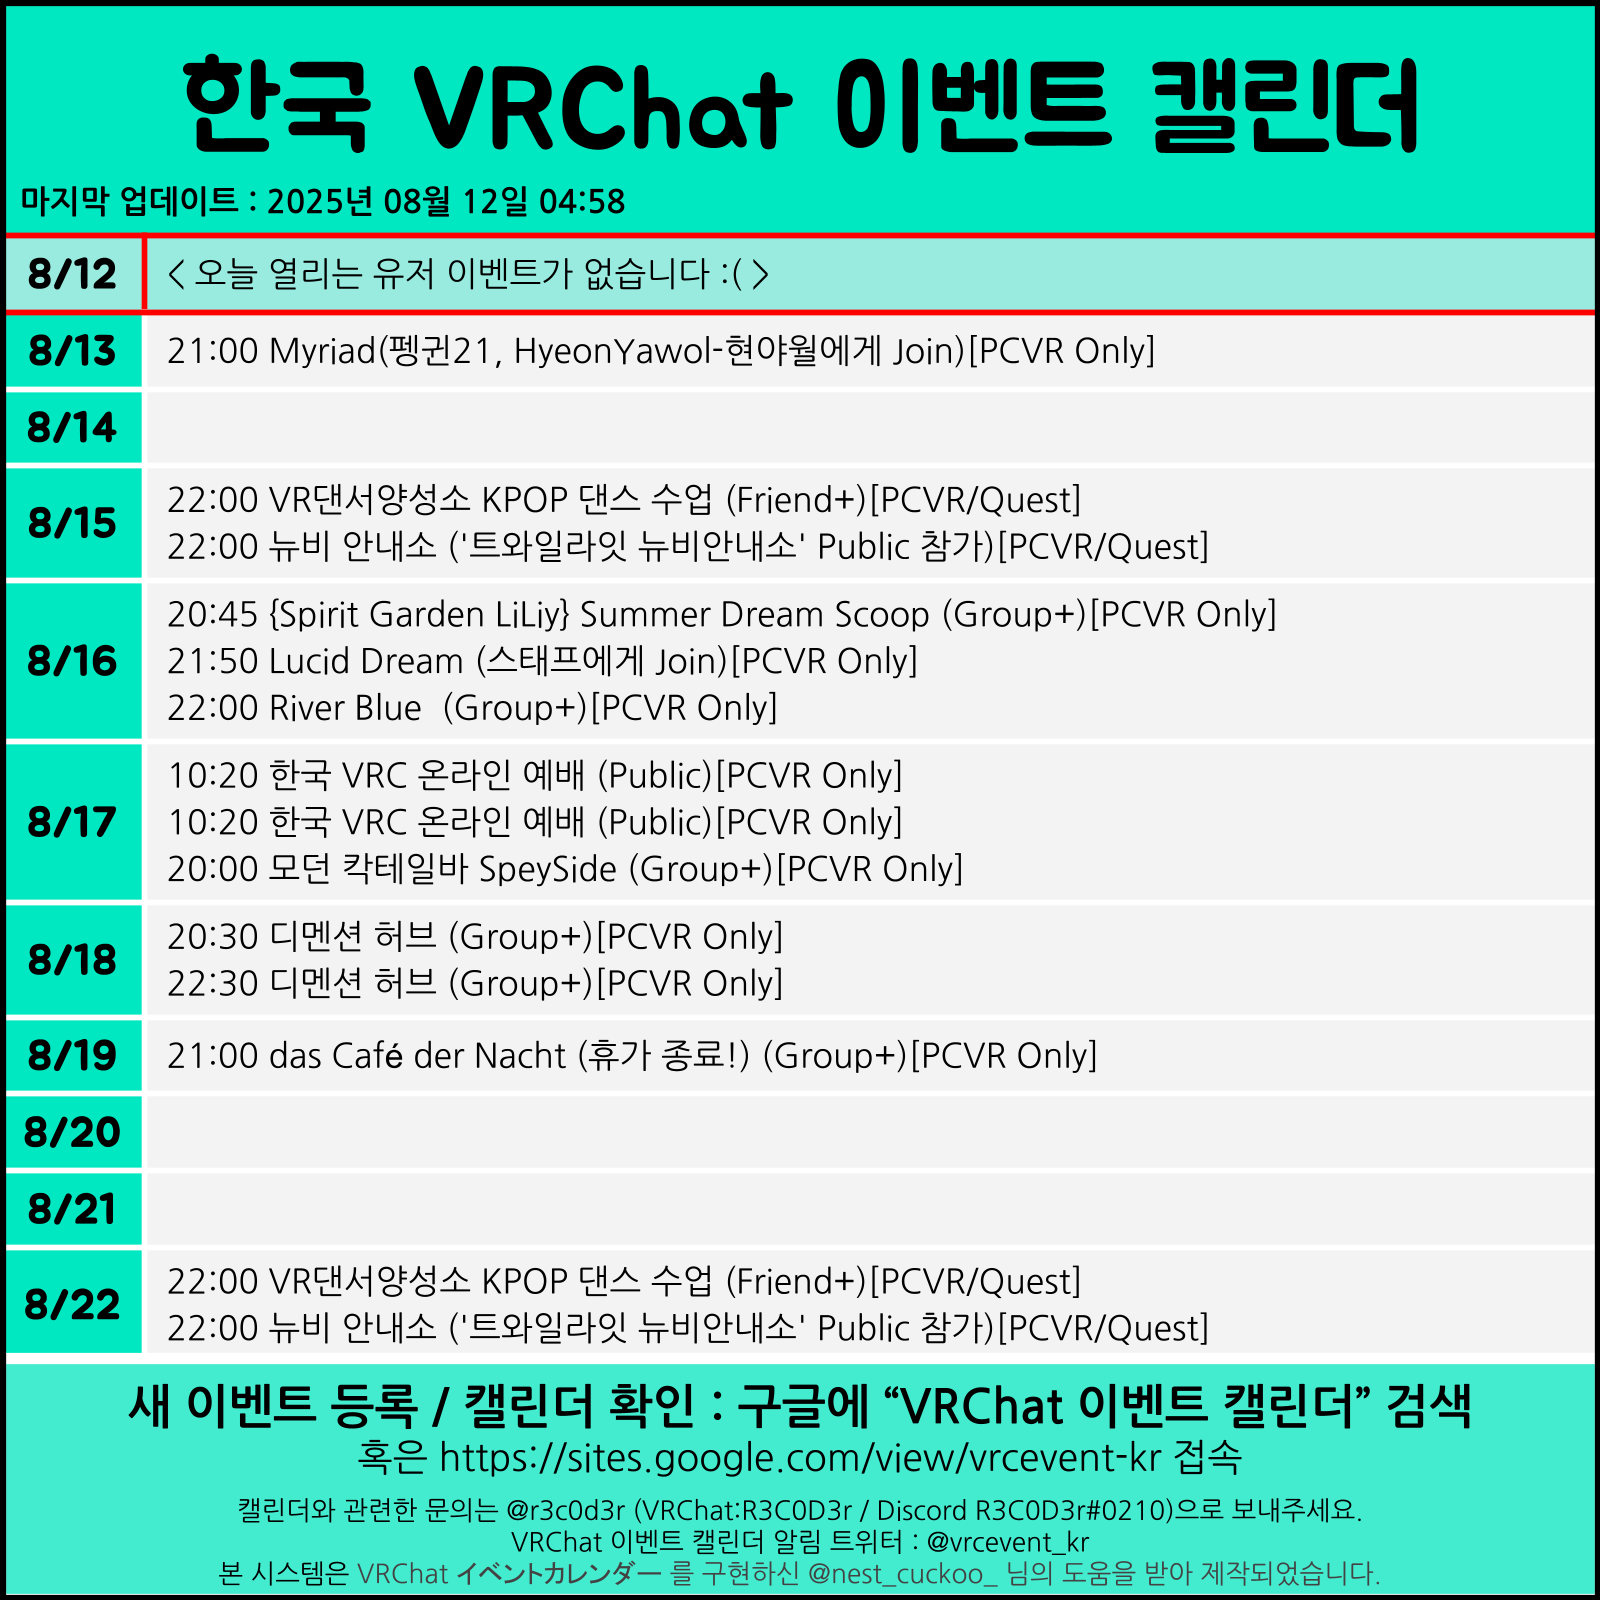 한국 VRChat 이벤트 캘린더
마지막 업데이트 : 2025년 08월 12일 04:58
8/12
< 오늘 열리는 유저 이벤트가 없습니다 :( >
8/13
21:00 Myriad(펭귄21, HyeonYawol-현야월에게 Join)[PCVR Only]
8/14
8/15
22:00 VR댄서양성소 KPOP 댄스 수업 (Friend+)[PCVR/Quest]
22:00 뉴비 안내소 ('트와일라잇 뉴비안내소' Public 참가)[PCVR/Quest]
8/16
20:45 {Spirit Garden LiLiy} Summer Dream Scoop (Group+)[PCVR Only]
21:50 Lucid Dream (스태프에게 Join)[PCVR Only]
22:00 River Blue  (Group+)[PCVR Only]
8/17
10:20 한국 VRC 온라인 예배 (Public)[PCVR Only]
10:20 한국 VRC 온라인 예배 (Public)[PCVR Only]
20:00 모던 칵테일바 SpeySide (Group+)[PCVR Only]
8/18
20:30 디멘션 허브 (Group+)[PCVR Only]
22:30 디멘션 허브 (Group+)[PCVR Only]
8/19
21:00 das Café der Nacht (휴가 종료!) (Group+)[PCVR Only]
8/20
8/21
8/22
22:00 VR댄서양성소 KPOP 댄스 수업 (Friend+)[PCVR/Quest]
22:00 뉴비 안내소 ('트와일라잇 뉴비안내소' Public 참가)[PCVR/Quest]
새 이벤트 등록 / 캘린더 확인 : 구글에 “VRChat 이벤트 캘린더” 검색
혹은 https://sites.google.com/view/vrcevent-kr 접속
캘린더와 관련한 문의는 @r3c0d3r (VRChat:R3C0D3r / Discord R3C0D3r#0210)으로 보내주세요.
VRChat 이벤트 캘린더 알림 트위터 : @vrcevent_kr
본 시스템은 VRChat イベントカレンダー 를 구현하신 @nest_cuckoo_ 님의 도움을 받아 제작되었습니다.